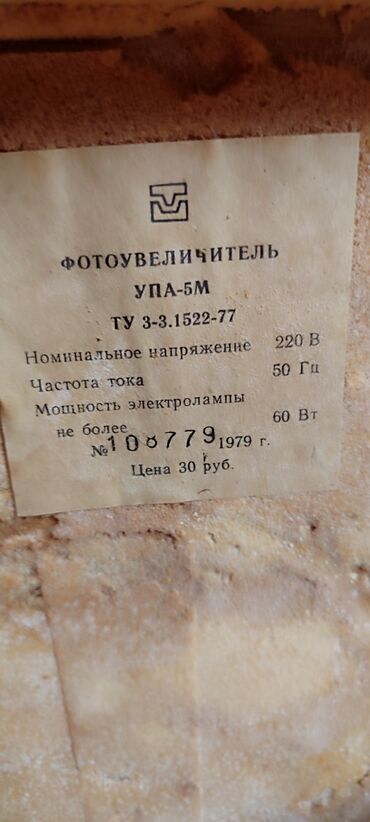 ФОТОУВЕЛИЧИТЕЛЬ
УПА-5М
ТУ 3-3.1522-77
Номинальное напряжение 220 В
Частота тока 50 Гц
Мощность электролампы
не более 60 Вт
№108779 1979 г.
Цена 30 руб.